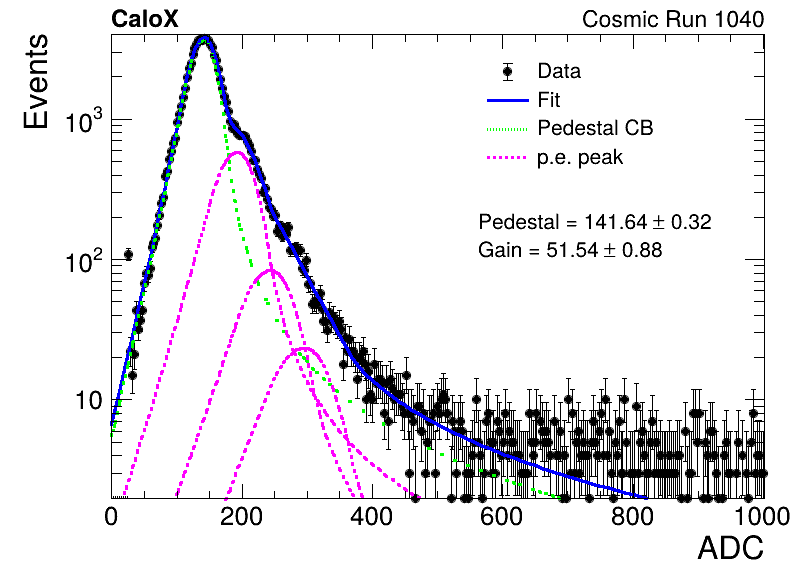 CaloX Cosmic Run 1040
Events
Data
Fit
Pedestal CB
p.e. peak
Pedestal = 141.64 ± 0.32
Gain = 51.54 ± 0.88
10³
10²
10
0 200 400 600 800 1000
ADC